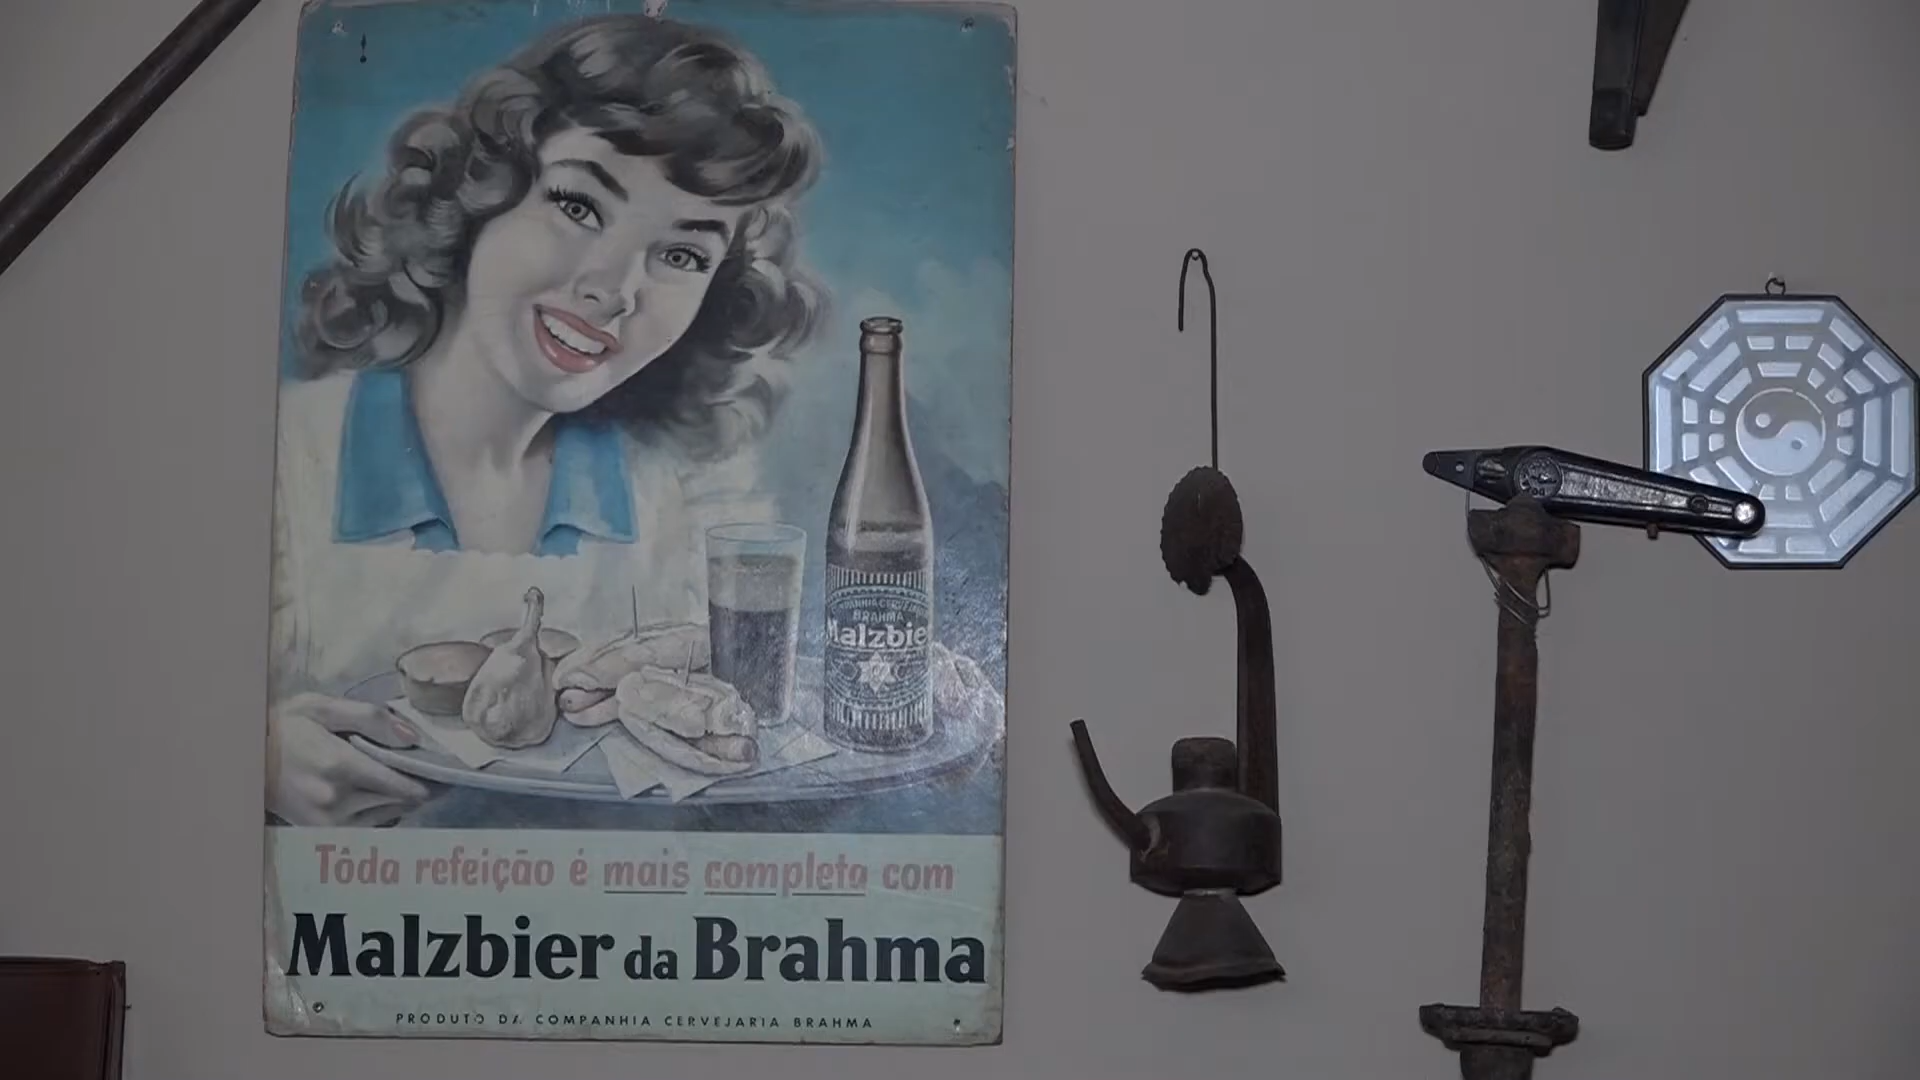 COMPANHIA CERVEJARIA
BRAHMA
Malzbier
Tôda refeição é mais completa com
Malzbier da Brahma
PRODUTO DA COMPANHIA CERVEJARIA BRAHMA